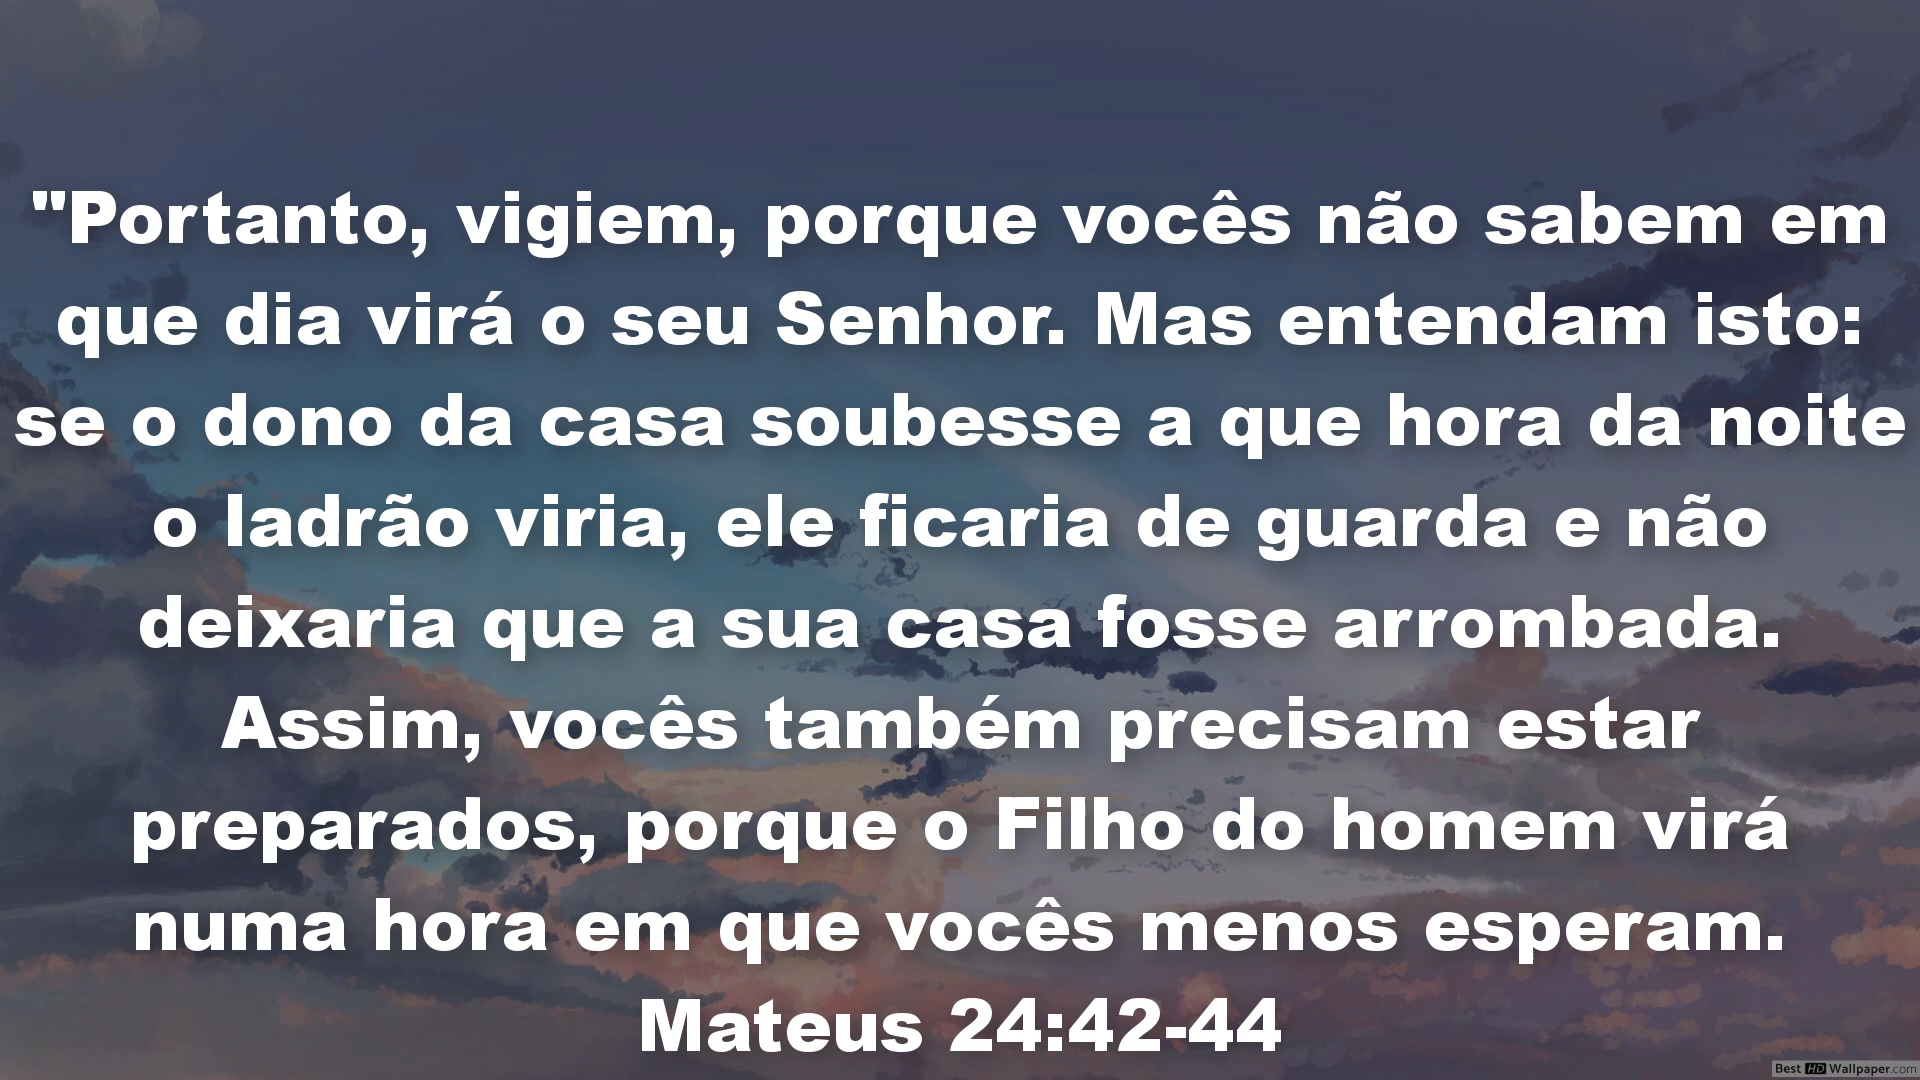 "Portanto, vigiem, porque vocês não sabem em
que dia virá o seu Senhor. Mas entendam isto:
se o dono da casa soubesse a que hora da noite
o ladrão viria, ele ficaria de guarda e não
deixaria que a sua casa fosse arrombada.
Assim, vocês também precisam estar
preparados, porque o Filho do homem virá
numa hora em que vocês menos esperam.
Mateus 24:42-44
Best HD Wallpaper.com